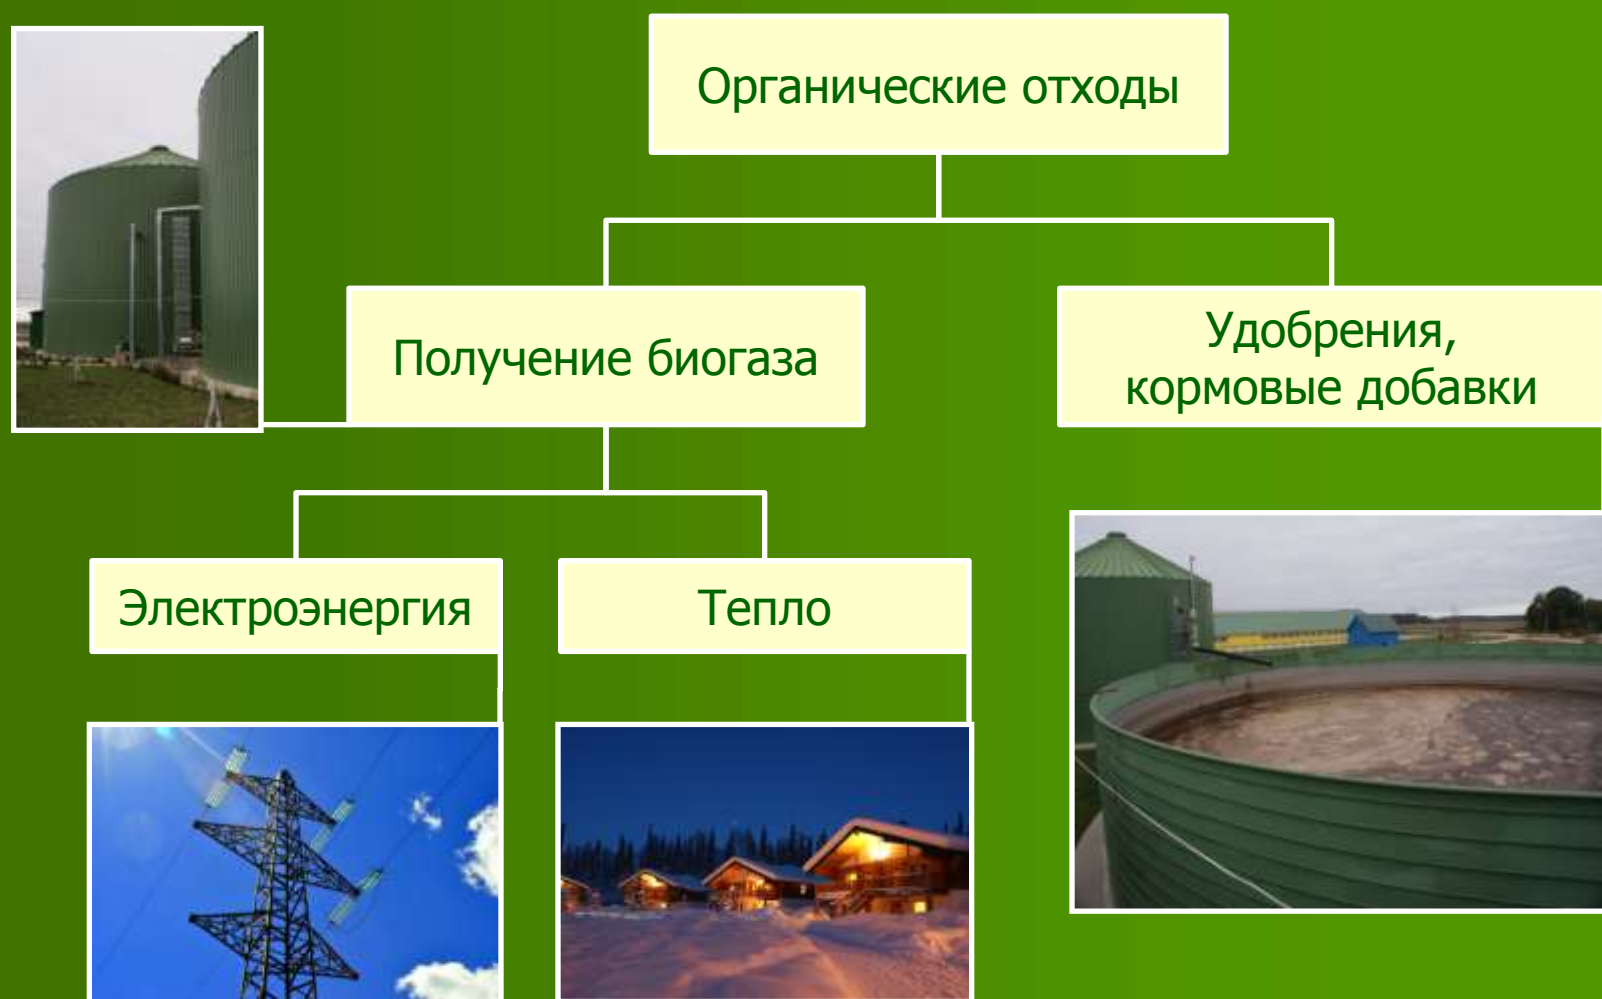 Органические отходы
Получение биогаза
Удобрения,
кормовые добавки
Электроэнергия
Тепло